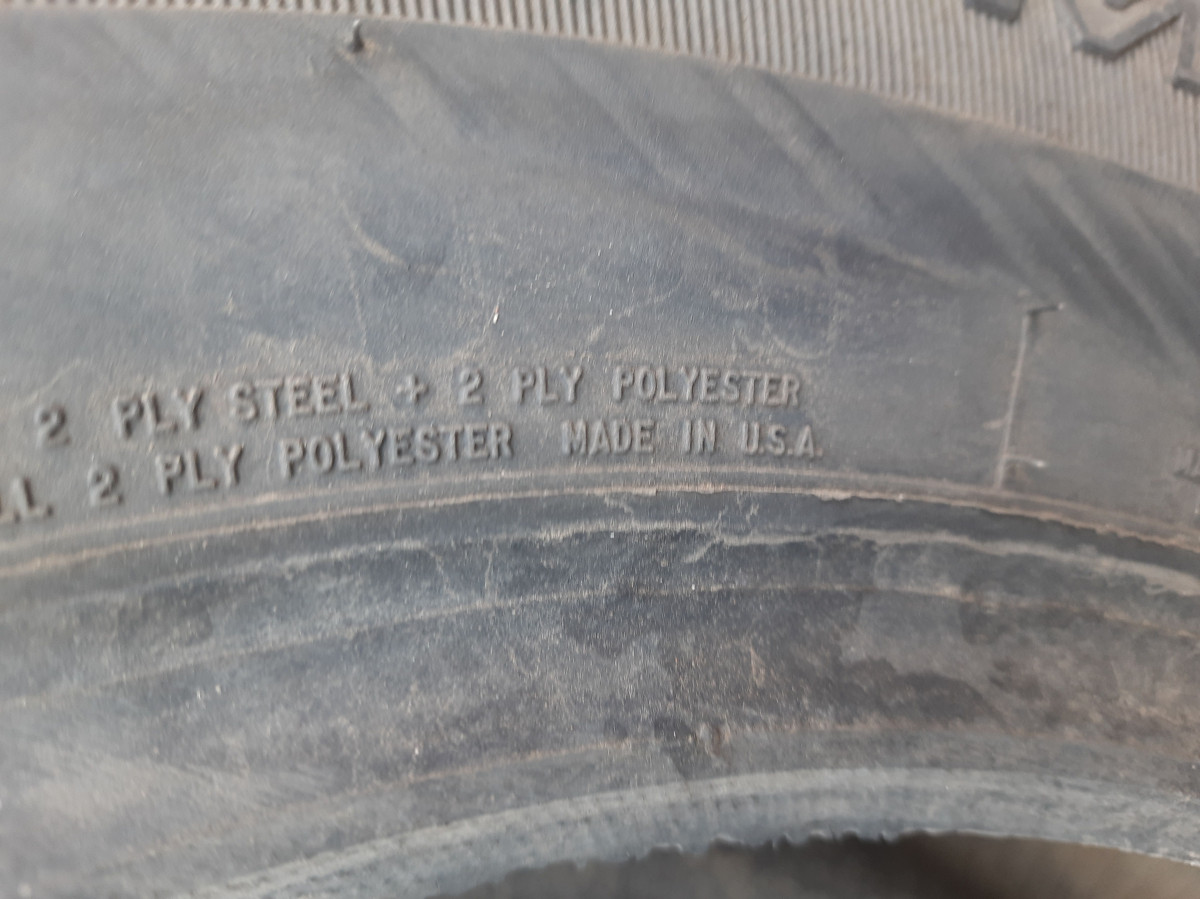 2 PLY STEEL + 2 PLY POLYESTER
2 PLY POLYESTER MADE IN U.S.A.